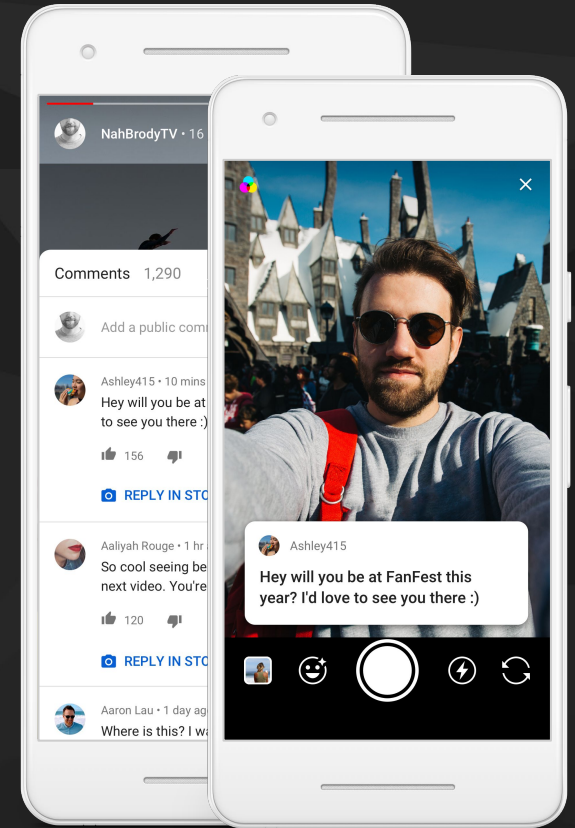 NahBrodyTV • 16
Comments 1,290
Add a public com
Ashley415 • 10 mins
Hey will you be at
to see you there :)
156
REPLY IN STO
Aaliyah Rouge • 1 hr
So cool seeing be
next video. You're
120
REPLY IN STO
Aaron Lau • 1 day ag
Where is this? I wa
Ashley415
Hey will you be at FanFest this
year? I'd love to see you there :)